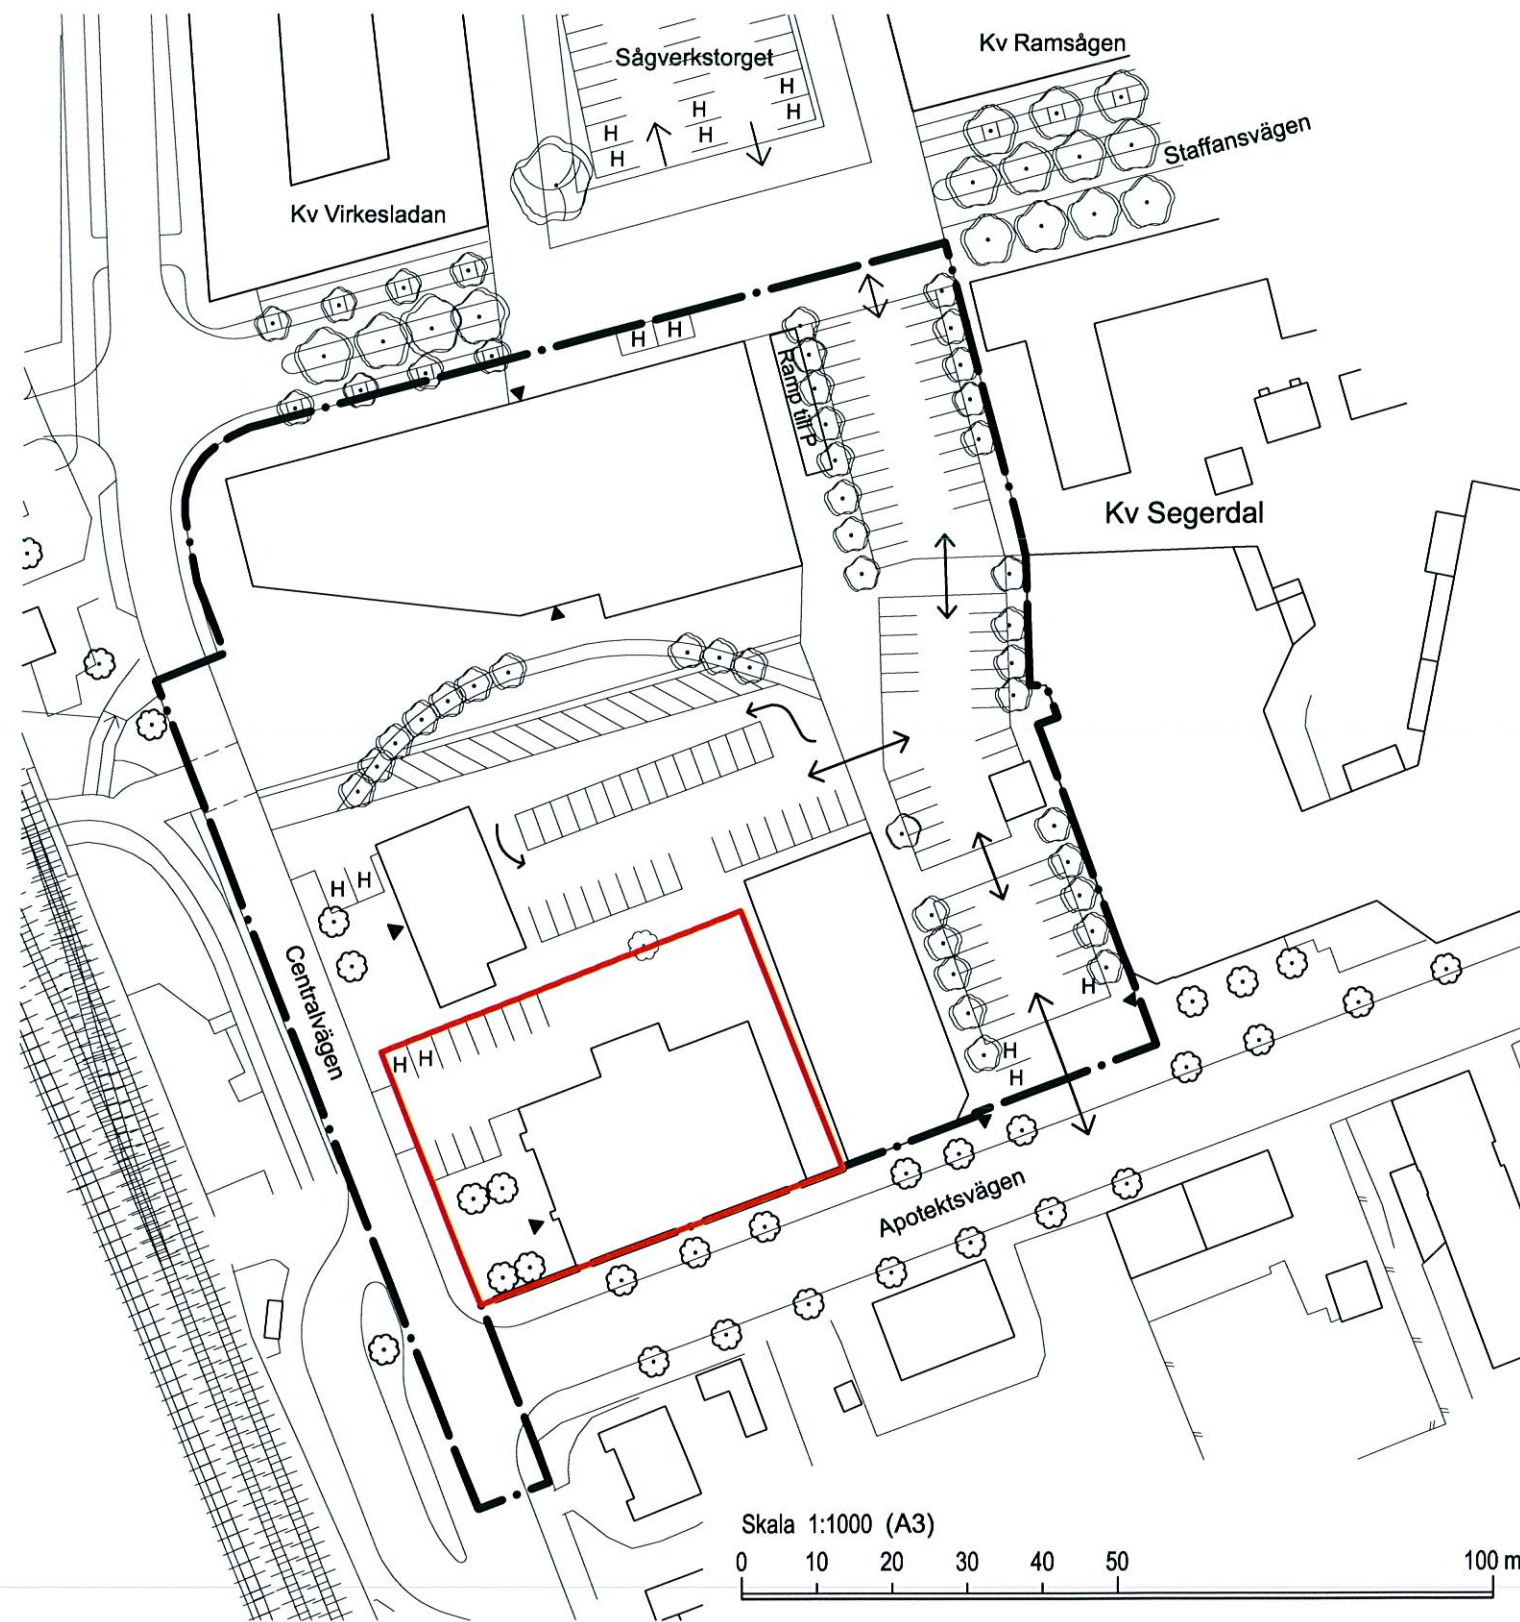 Kv Ramsågen
Sågverkstorget
H
H
H
H
H
H
Staffansvägen
Kv Virkesladan
H H
Ramp till P
Kv Segerdal
H H
Centralvägen
H
H H
H
H
Apotektsvägen
Skala 1:1000 (A3)
0 10 20 30 40 50 100 m